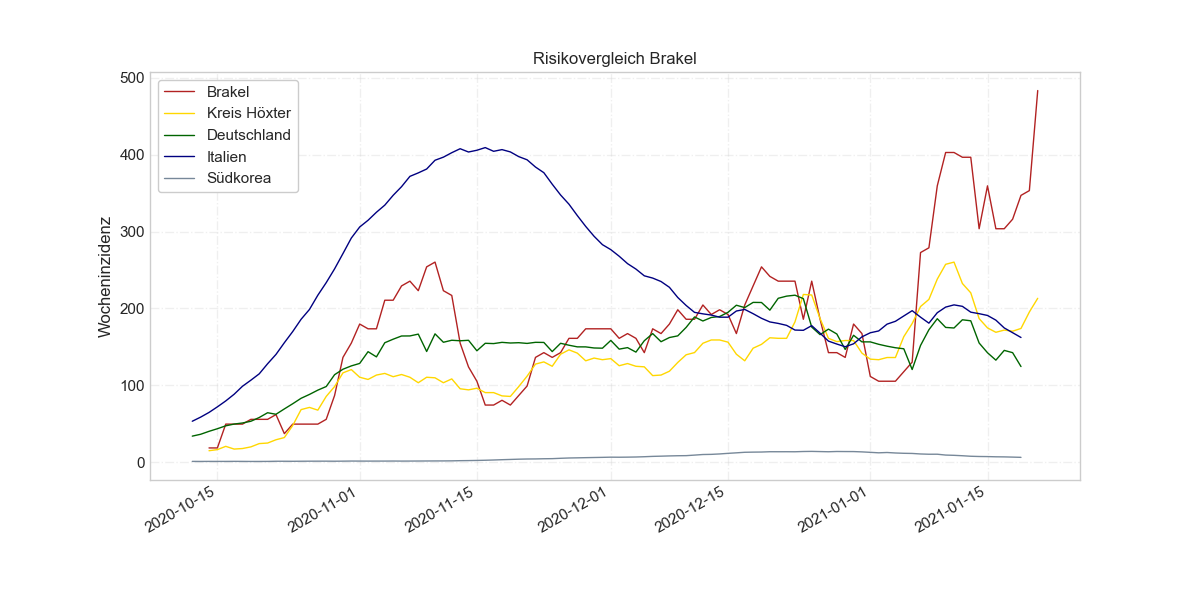 Risikovergleich Brakel
Wocheninzidenz
500
400
300
200
100
0
Brakel
Kreis Höxter
Deutschland
Italien
Südkorea
2020-10-15
2020-11-01
2020-11-15
2020-12-01
2020-12-15
2021-01-01
2021-01-15